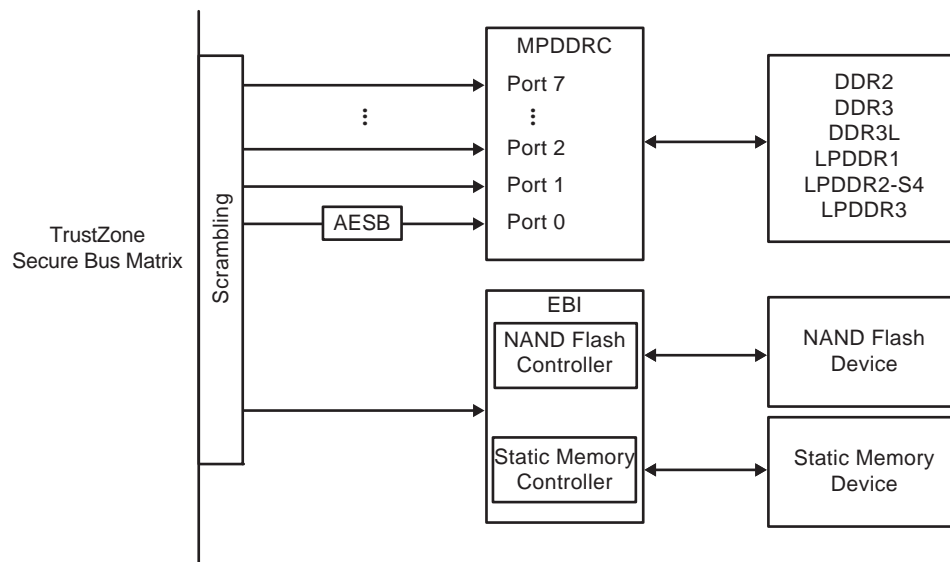 TrustZone
Secure Bus Matrix
Scrambling
AESB
MPDDRC
Port 7
...
Port 2
Port 1
Port 0
DDR2
DDR3
DDR3L
LPDDR1
LPDDR2-S4
LPDDR3
EBI
NAND Flash
Controller
Static Memory
Controller
NAND Flash
Device
Static Memory
Device